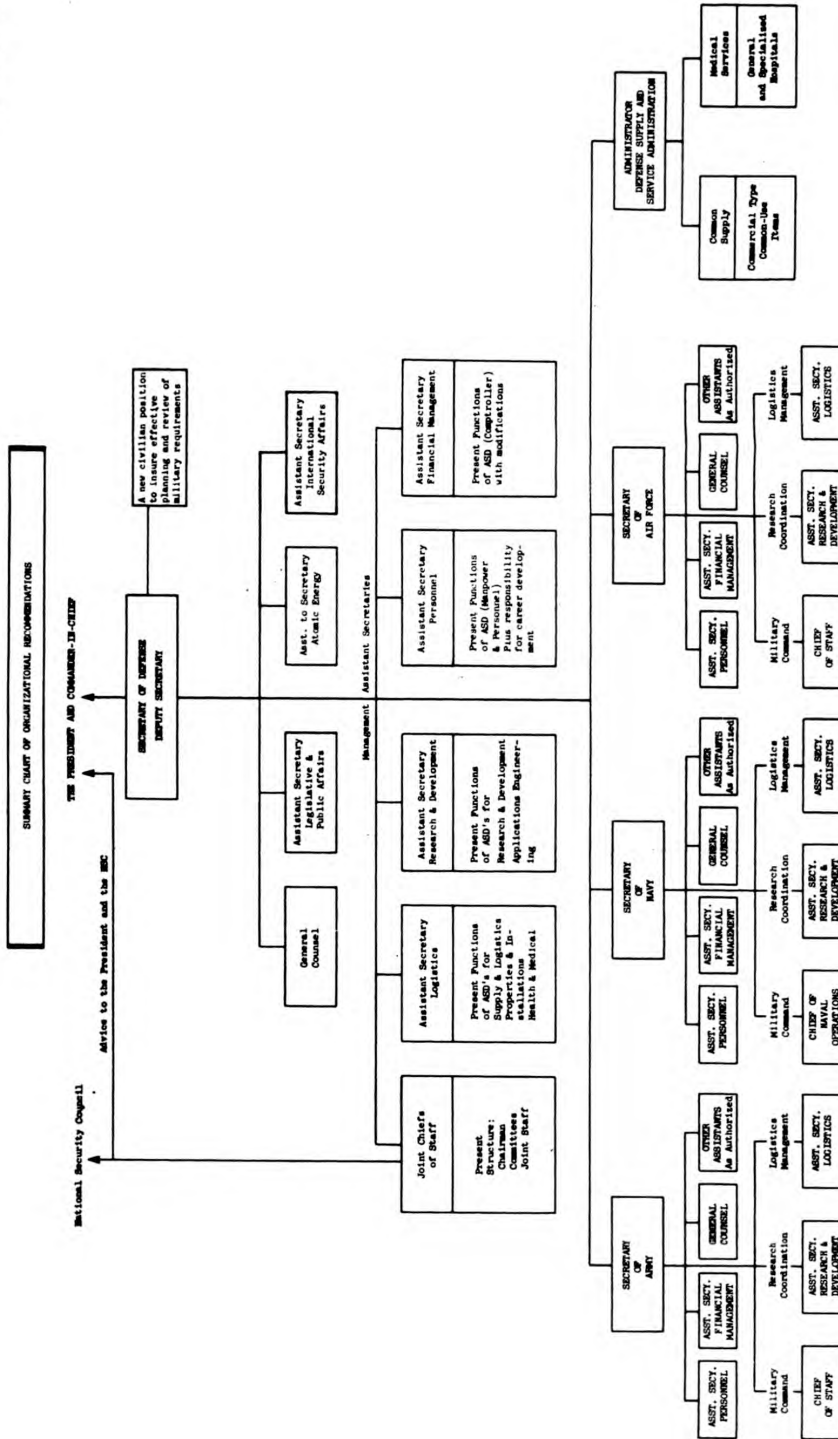 SUMMARY CHART OF ORGANIZATIONAL RECOMMENDATIONS
National Security Council
Advice to the President and the NSC
THE PRESIDENT AND COMMANDER-IN-CHIEF
SECRETARY OF DEFENSE
DEPUTY SECRETARY
A new civilian position
to insure effective
planning and review of
military requirements
General
Counsel
Assistant Secretary
Legislative &
Public Affairs
Asst. to Secretary
Atomic Energy
Assistant Secretary
International
Security Affairs
Management Assistant Secretaries
Joint Chiefs
of Staff
Present
Structure:
Chairman
Committees
Joint Staff
Assistant Secretary
Logistics
Present Functions
of ASD's for
Supply & Logistics
Properties & In-
stallations
Health & Medical
Assistant Secretary
Research & Development
Present Functions
of ASD's for
Research & Development
Applications Engineer-
ing
Assistant Secretary
Personnel
Present Functions
of ASD (Manpower
& Personnel)
Plus responsibility
for career develop-
ment
Assistant Secretary
Financial Management
Present Functions
of ASD (Comptroller)
with modifications
SECRETARY
OF
ARMY
ASST. SECY.
PERSONNEL
ASST. SECY.
FINANCIAL
MANAGEMENT
GENERAL
COUNSEL
OTHER
ASSISTANTS
As Authorized
Military
Command
Research
Coordination
Logistics
Management
CHIEF
OF STAFF
ASST. SECY.
RESEARCH &
DEVELOPMENT
ASST. SECY.
LOGISTICS
SECRETARY
OF
NAVY
ASST. SECY.
PERSONNEL
ASST. SECY.
FINANCIAL
MANAGEMENT
GENERAL
COUNSEL
OTHER
ASSISTANTS
As Authorized
Military
Command
Research
Coordination
Logistics
Management
CHIEF OF
NAVAL
OPERATIONS
ASST. SECY.
RESEARCH &
DEVELOPMENT
ASST. SECY.
LOGISTICS
SECRETARY
OF
AIR FORCE
ASST. SECY.
PERSONNEL
ASST. SECY.
FINANCIAL
MANAGEMENT
GENERAL
COUNSEL
OTHER
ASSISTANTS
As Authorized
Military
Command
Research
Coordination
Logistics
Management
CHIEF
OF STAFF
ASST. SECY.
RESEARCH &
DEVELOPMENT
ASST. SECY.
LOGISTICS
ADMINISTRATOR
DEFENSE SUPPLY AND
SERVICE ADMINISTRATION
Common
Supply
Commercial Type
Common-Use
Items
Medical
Services
General
and Specialized
Hospitals